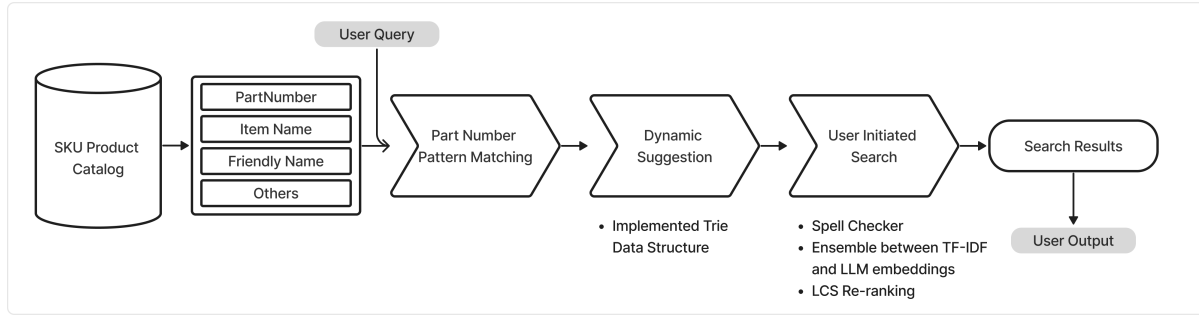 User Query
SKU Product
Catalog
PartNumber
Item Name
Friendly Name
Others
Part Number
Pattern Matching
Dynamic
Suggestion
• Implemented Trie
Data Structure
User Initiated
Search
• Spell Checker
• Ensemble between TF-IDF
and LLM embeddings
• LCS Re-ranking
Search Results
User Output